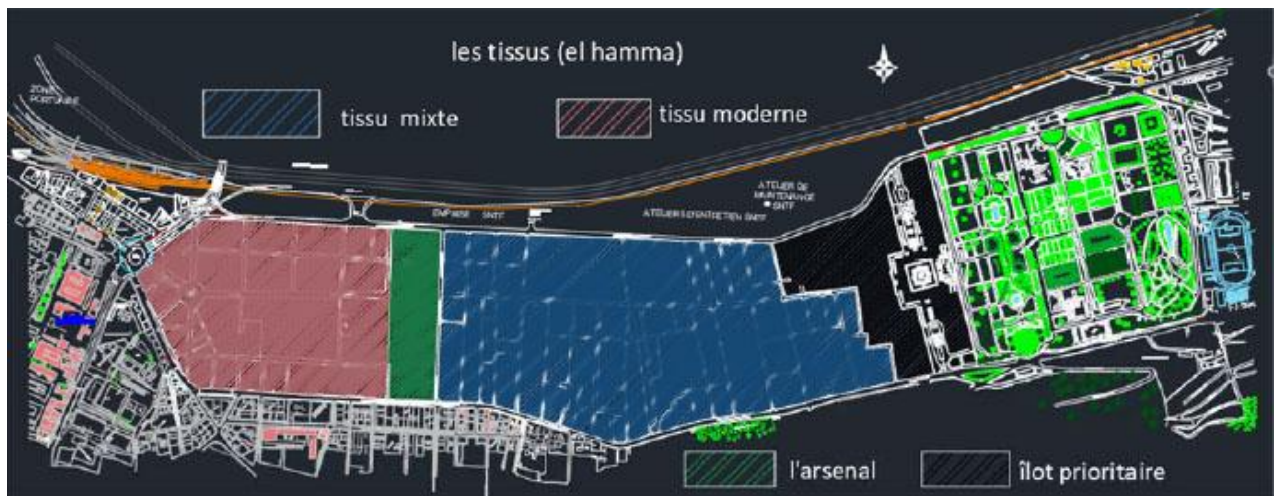 les tissus (el hamma)
ZONE
PORTUAIRE
tissu mixte
tissu moderne
ATELIER DE
MAINTENANCE
SNTF
EMPRISE SNTF
ATELIERS D'ENTRETIEN SNTF
l'arsenal
îlot prioritaire